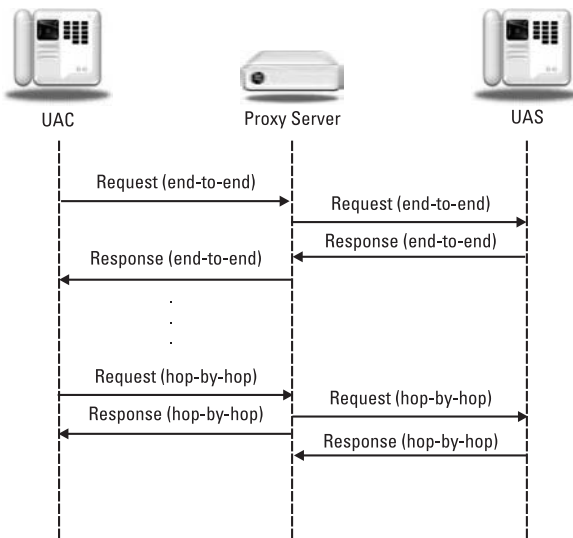 UAC
Proxy Server
UAS
Request (end-to-end)
Request (end-to-end)
Response (end-to-end)
Response (end-to-end)
.
.
.
Request (hop-by-hop)
Request (hop-by-hop)
Response (hop-by-hop)
Response (hop-by-hop)